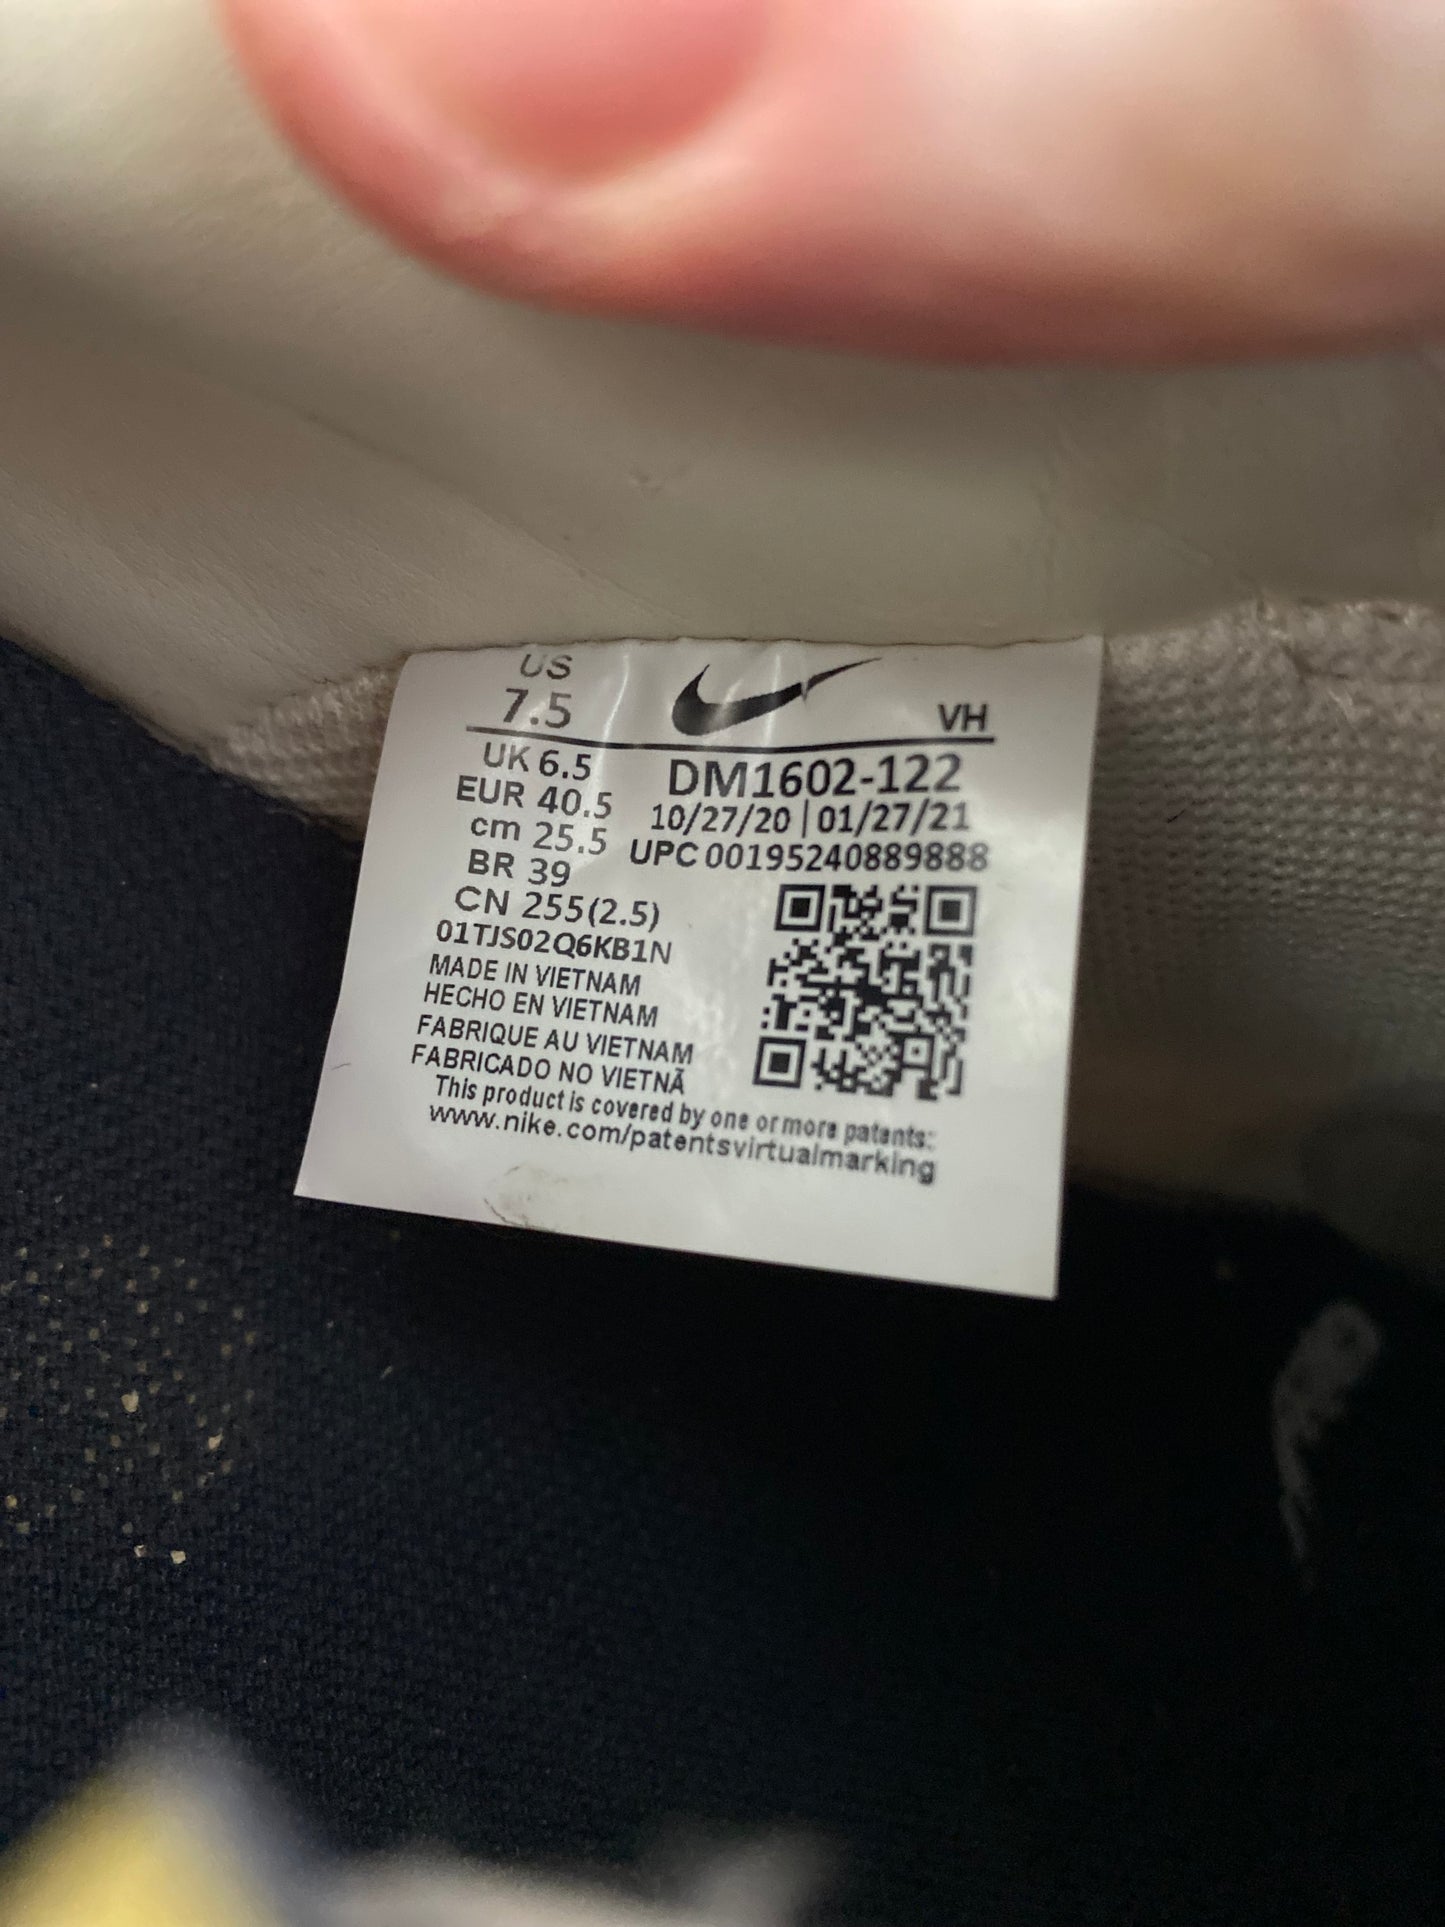 US
7.5
VH
UK 6.5
EUR 40.5
cm 25.5
BR 39
CN 255(2.5)
01TJS02Q6KB1N
DM1602-122
10/27/20 | 01/27/21
UPC 00195240889888
MADE IN VIETNAM
HECHO EN VIETNAM
FABRIQUE AU VIETNAM
FABRICADO NO VIETNÃ
This product is covered by one or more patents:
www.nike.com/patentsvirtualmarking